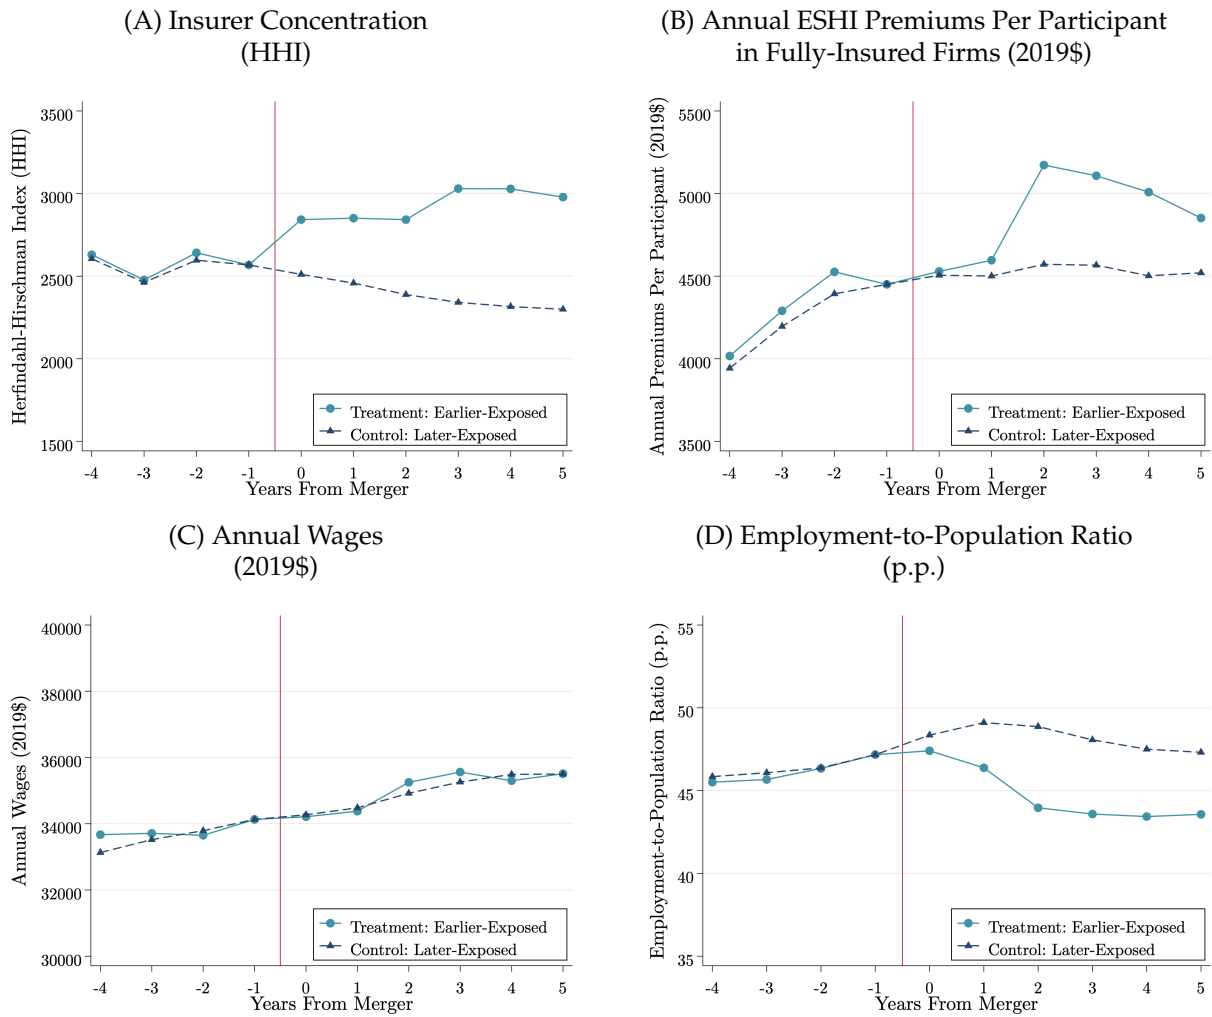 (A) Insurer Concentration
(HHI)
Herfindahl-Hirschman Index (HHI)
3500
3000
2500
2000
1500
Treatment: Earlier-Exposed
Control: Later-Exposed
-4 -3 -2 -1 0 1 2 3 4 5
Years From Merger
(B) Annual ESHI Premiums Per Participant
in Fully-Insured Firms (2019$)
Annual Premiums Per Participant (2019$)
5500
5000
4500
4000
3500
Treatment: Earlier-Exposed
Control: Later-Exposed
-4 -3 -2 -1 0 1 2 3 4 5
Years From Merger
(C) Annual Wages
(2019$)
Annual Wages (2019$)
40000
38000
36000
34000
32000
30000
Treatment: Earlier-Exposed
Control: Later-Exposed
-4 -3 -2 -1 0 1 2 3 4 5
Years From Merger
(D) Employment-to-Population Ratio
(p.p.)
Employment-to-Population Ratio (p.p.)
55
50
45
40
35
Treatment: Earlier-Exposed
Control: Later-Exposed
-4 -3 -2 -1 0 1 2 3 4 5
Years From Merger